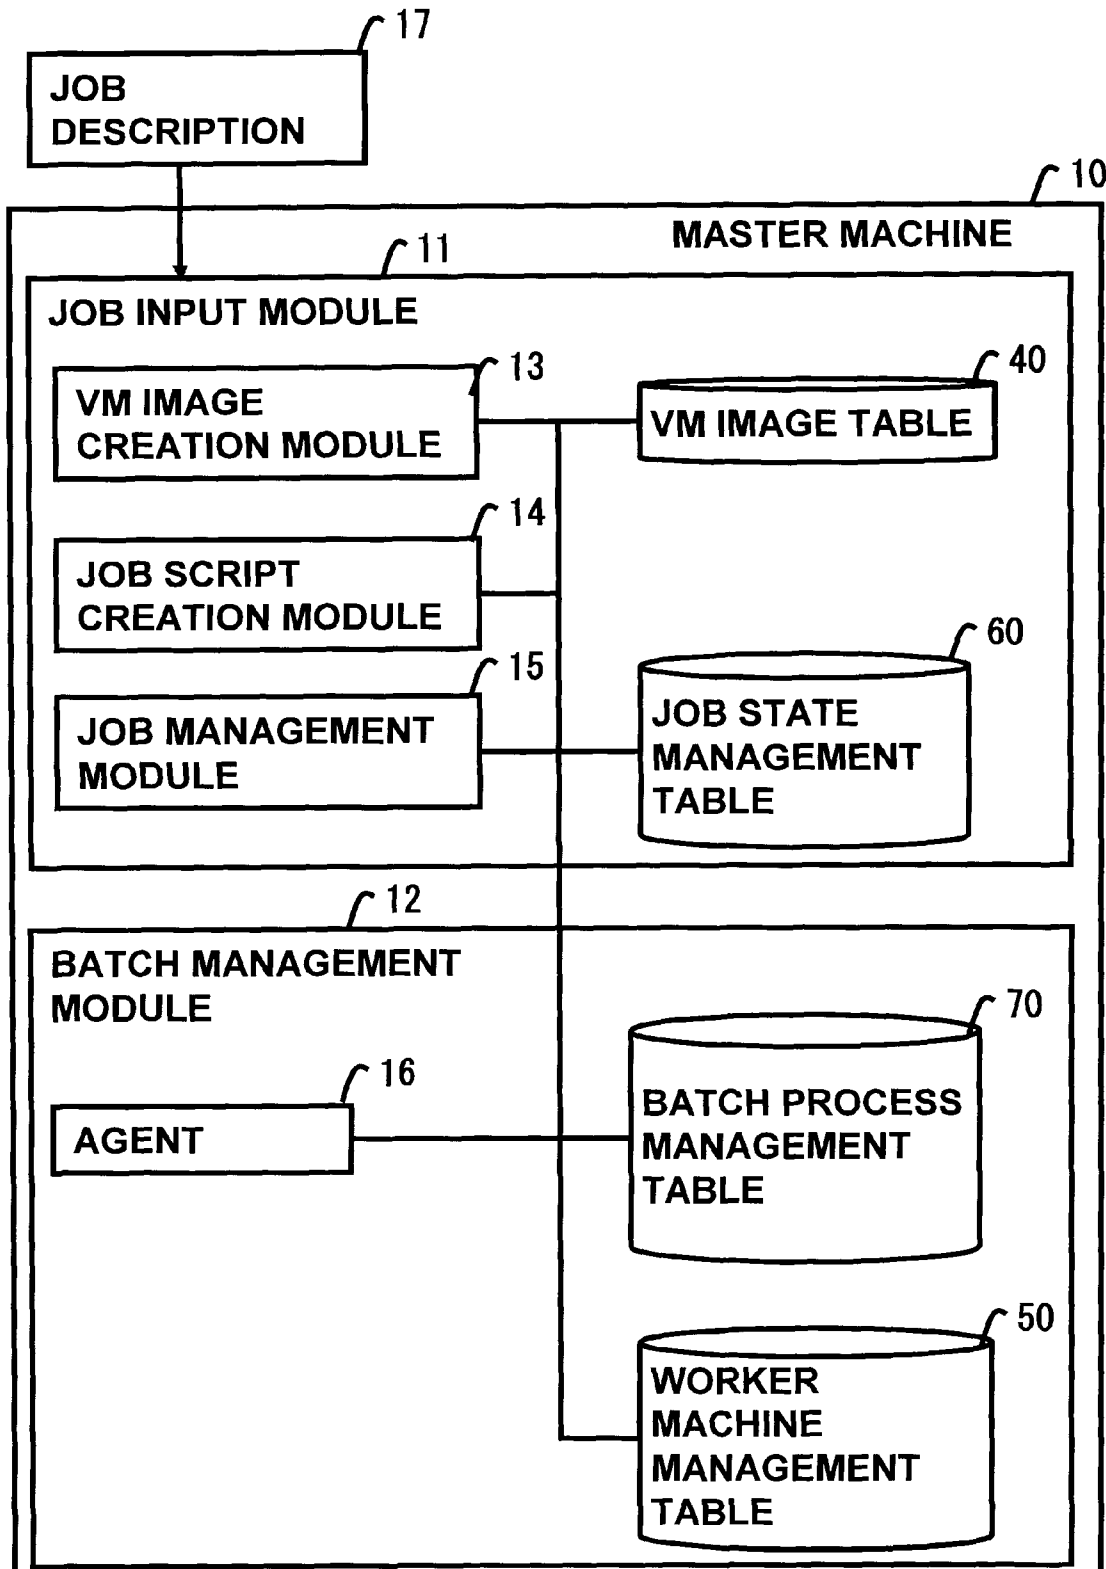 17
JOB
DESCRIPTION
10
MASTER MACHINE
11
JOB INPUT MODULE
13
VM IMAGE
CREATION MODULE
40
VM IMAGE TABLE
14
JOB SCRIPT
CREATION MODULE
15
JOB MANAGEMENT
MODULE
60
JOB STATE
MANAGEMENT
TABLE
12
BATCH MANAGEMENT
MODULE
16
AGENT
70
BATCH PROCESS
MANAGEMENT
TABLE
50
WORKER
MACHINE
MANAGEMENT
TABLE